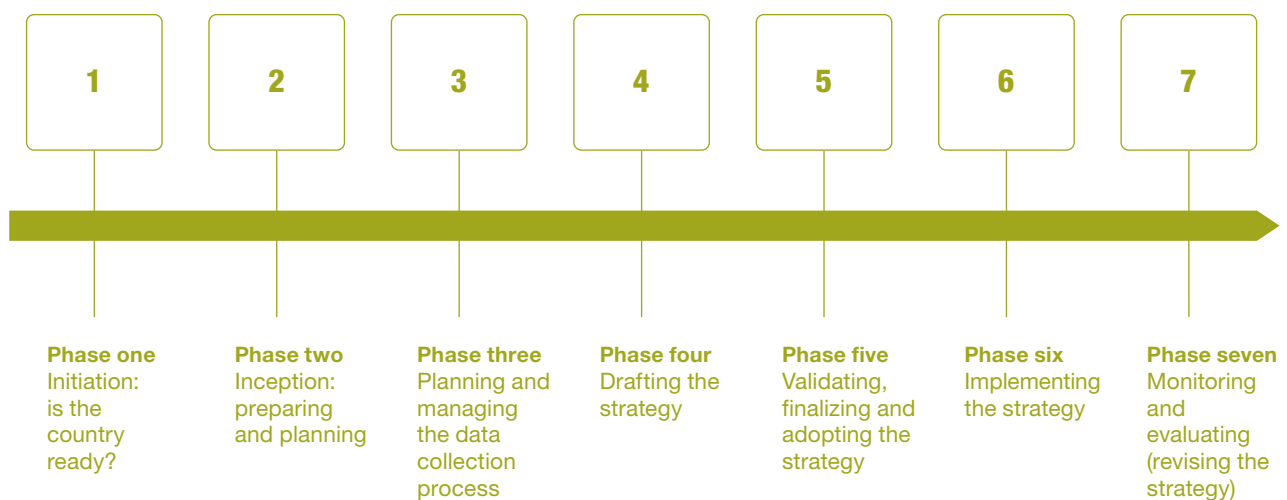 1
2
3
4
5
6
7
Phase one
Initiation:
is the
country
ready?
Phase two
Inception:
preparing
and planning
Phase three
Planning and
managing
the data
collection
process
Phase four
Drafting the
strategy
Phase five
Validating,
finalizing and
adopting the
strategy
Phase six
Implementing
the strategy
Phase seven
Monitoring
and
evaluating
(revising the
strategy)